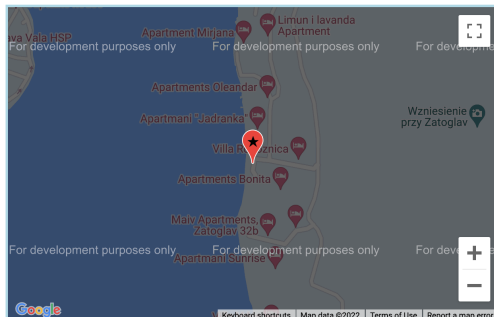 Limun i lavanda
Apartment Mirjana
Apartment
va Vala HSP
For development purposes only
For development purposes only
For develo
Apartments Oleandar
Apartmani "Jadranka"
Wzniesienie
przy Zatoglav
Apartments Bonita
Maiv Apartments,
Zatoglav 32b
For development purposes only
For development purposes only
For deve
Apartmani Sunrise
Google
Keyboard shortcuts
Map data ©2022
Terms of Use
Report a map error